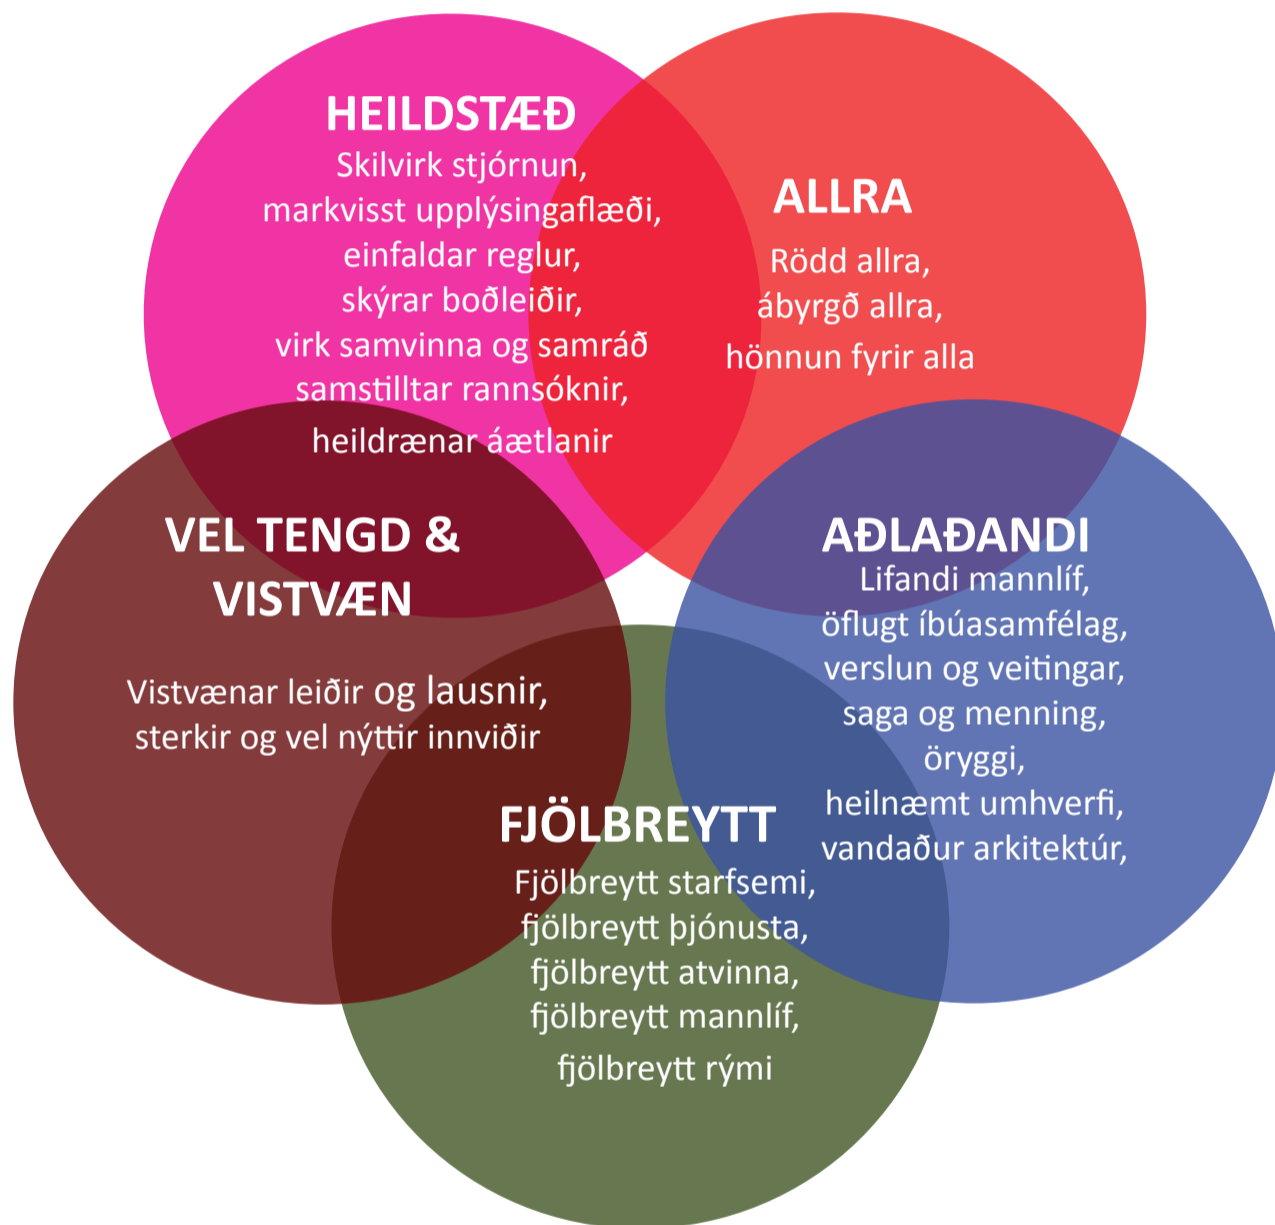 HEILDSTÆÐ
Skilvirk stjórnun,
markvisst upplýsingaflæði,
einfaldar reglur,
skýrar boðleiðir,
virk samvinna og samráð
samstilltar rannsóknir,
heildrænar áætlanir
ALLRA
Rödd allra,
ábyrgð allra,
hönnun fyrir alla
VEL TENGD &
VISTVÆN
Vistvænar leiðir og lausnir,
sterkir og vel nýttir innviðir
AÐLAÐANDI
Lifandi mannlíf,
öflugt íbúasamfélag,
verslun og veitingar,
saga og menning,
öryggi,
heilnæmt umhverfi,
vandaður arkitektúr,
FJÖLBREYTT
Fjölbreytt starfsemi,
fjölbreytt þjónusta,
fjölbreytt atvinna,
fjölbreytt mannlíf,
fjölbreytt rými